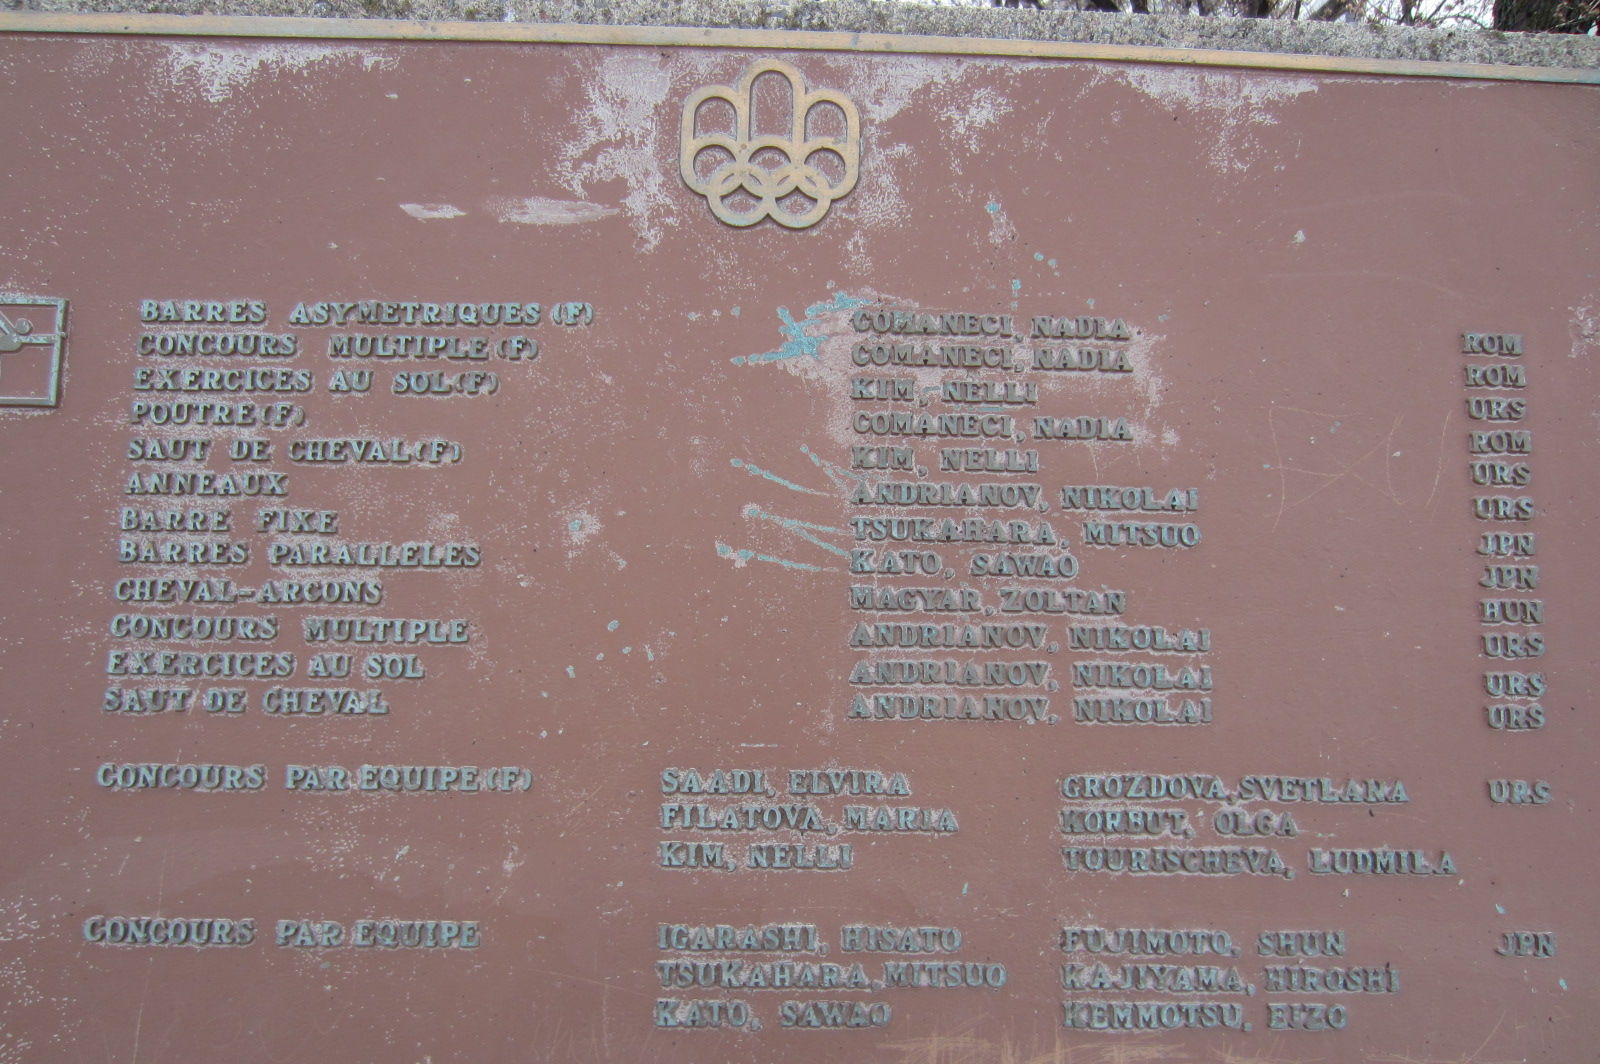 BARRES ASYMETRIQUES (F) COMANECI, NADIA ROM
CONCOURS MULTIPLE (F) COMANECI, NADIA ROM
EXERCICES AU SOL (F) KIM, NELLI URS
POUTRE (F) COMANECI, NADIA ROM
SAUT DE CHEVAL (F) KIM, NELLI URS
ANNEAUX ANDRIANOV, NIKOLAI URS
BARRE FIXE TSUKAHARA, MITSUO JPN
BARRES PARALLELES KATO, SAWAO JPN
CHEVAL-ARCONS MAGYAR, ZOLTAN HUN
CONCOURS MULTIPLE ANDRIANOV, NIKOLAI URS
EXERCICES AU SOL ANDRIANOV, NIKOLAI URS
SAUT DE CHEVAL ANDRIANOV, NIKOLAI URS
CONCOURS PAR EQUIPE (F) SAADI, ELVIRA GROZDOVA, SVETLANA URS
FILATOVA, MARIA KORBUT, OLGA
KIM, NELLI TOURISCHEVA, LUDMILA
CONCOURS PAR EQUIPE IGARASHI, HISATO FUJIMOTO, SHUN JPN
TSUKAHARA, MITSUO KAJIYAMA, HIROSHI
KATO, SAWAO KEMMOTSU, EIZO